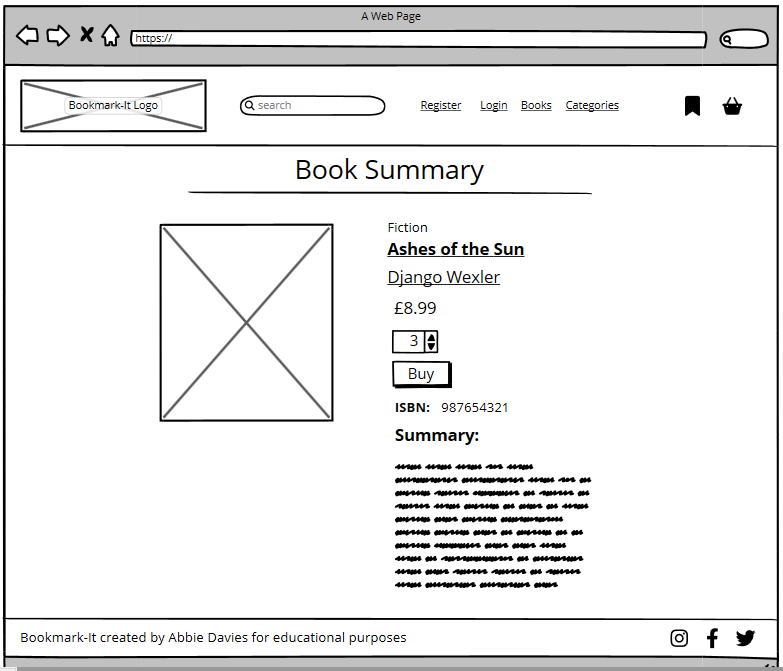 A Web Page
https://
Bookmark-It Logo
search
Register Login Books Categories
Book Summary
Fiction
Ashes of the Sun
Django Wexler
£8.99
3
Buy
ISBN: 987654321
Summary:
Bookmark-It created by Abbie Davies for educational purposes